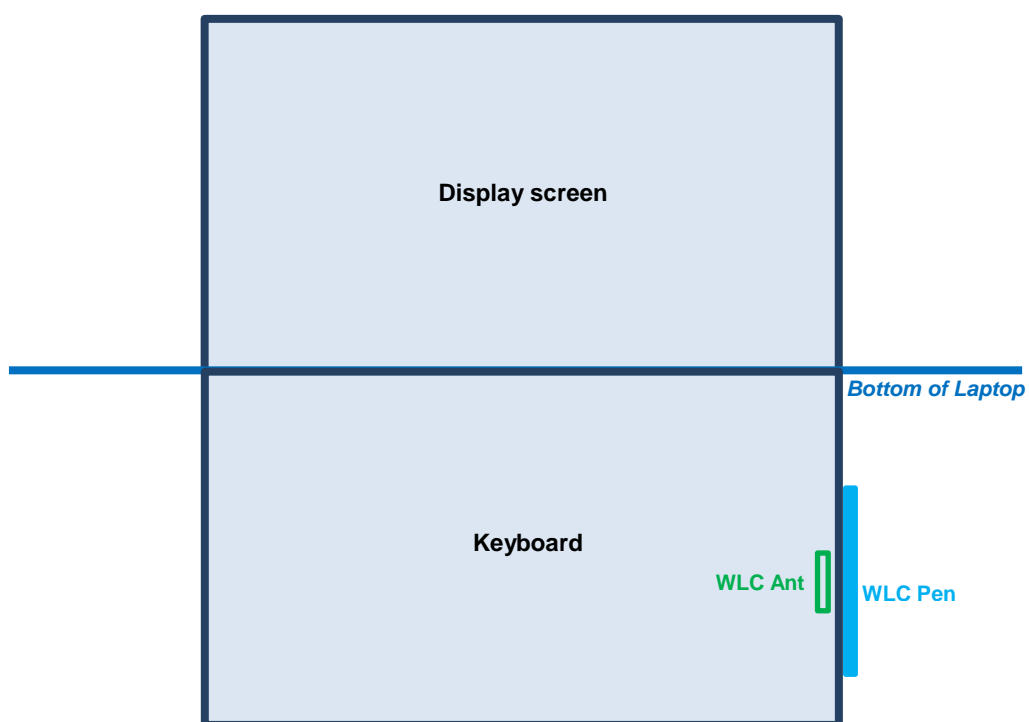 Display screen
Bottom of Laptop
Keyboard
WLC Ant
WLC Pen